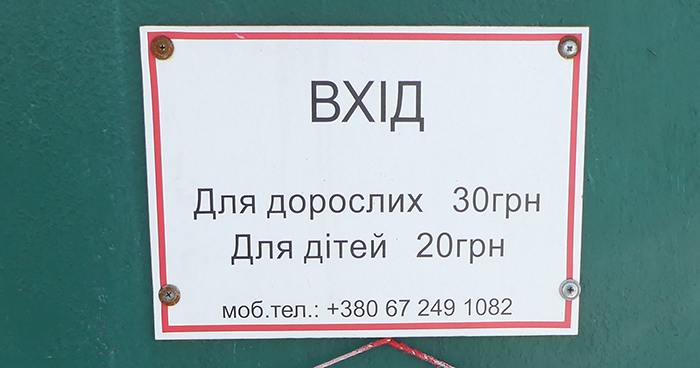 ВХІД
Для дорослих 30грн
Для дітей 20грн
моб.тел.: +380 67 249 1082